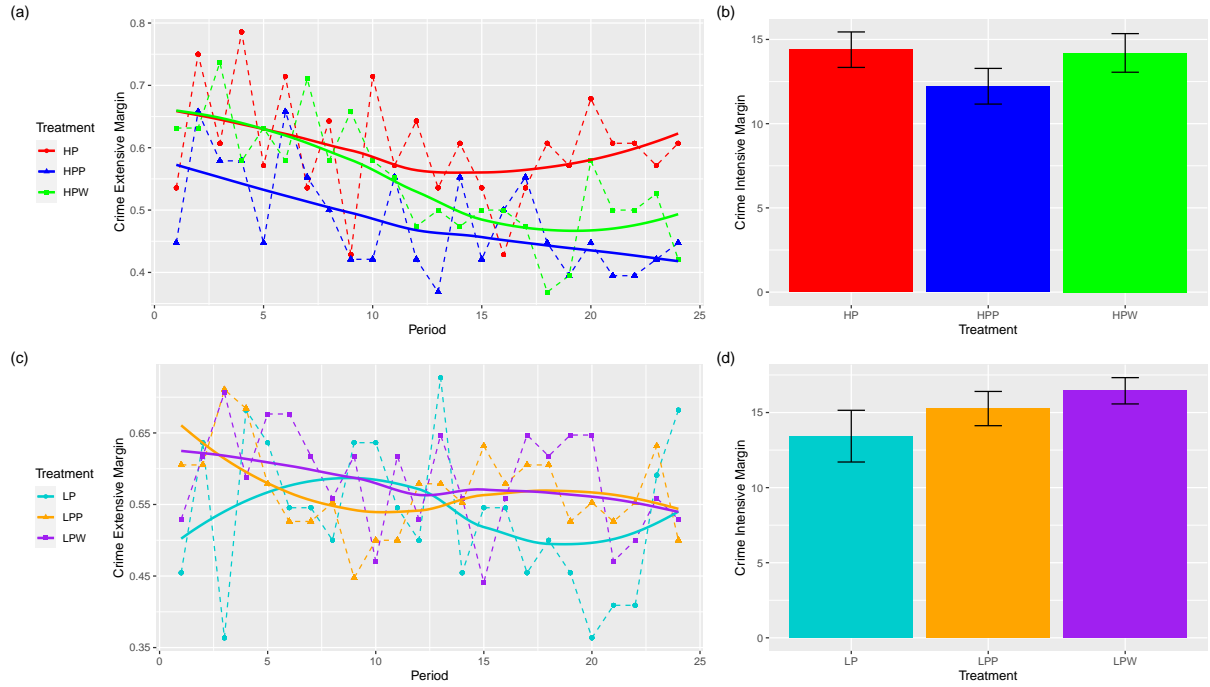 (a)
Crime Extensive Margin
0.8
0.7
0.6
0.5
0.4
0 5 10 15 20 25
Period
Treatment
HP
HPP
HPW
(b)
Crime Intensive Margin
15
10
5
0
HP HPP HPW
Treatment
(c)
Crime Extensive Margin
0.65
0.55
0.45
0.35
0 5 10 15 20 25
Period
Treatment
LP
LPP
LPW
(d)
Crime Intensive Margin
15
10
5
0
LP LPP LPW
Treatment